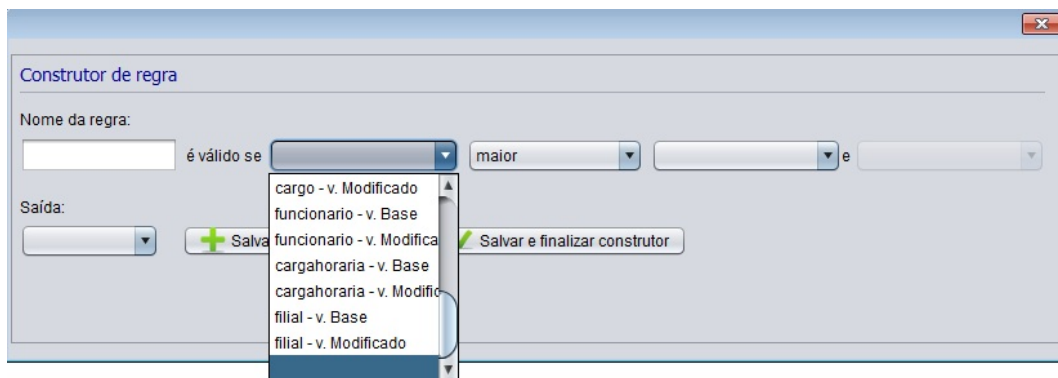 Construtor de regra
Nome da regra:
é válido se maior e
cargo - v. Modificado
Saída:
funcionario - v. Base
Salva funcionario - v. Modifica Salvar e finalizar construtor
cargahoraria - v. Base
cargahoraria - v. Modific
filial - v. Base
filial - v. Modificado